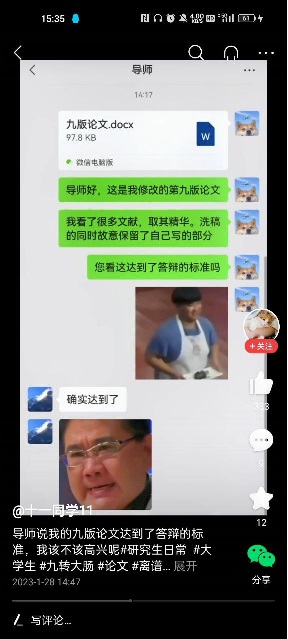 15:35
导师
14:17
九版论文.docx
97.8 KB
W
微信电脑版
导师好，这是我修改的第九版论文
我看了很多文献，取其精华。洗稿
的同时故意保留了自己写的部分
您看这达到了答辩的标准吗
+关注
确实达到了
12
@十一同学11
导师说我的九版论文达到了答辩的标
准，我该不该高兴呢#研究生日常 #大
学生 #九转大肠 #论文 #离谱... 展开
分享
2023-1-28 14:47
写评论...